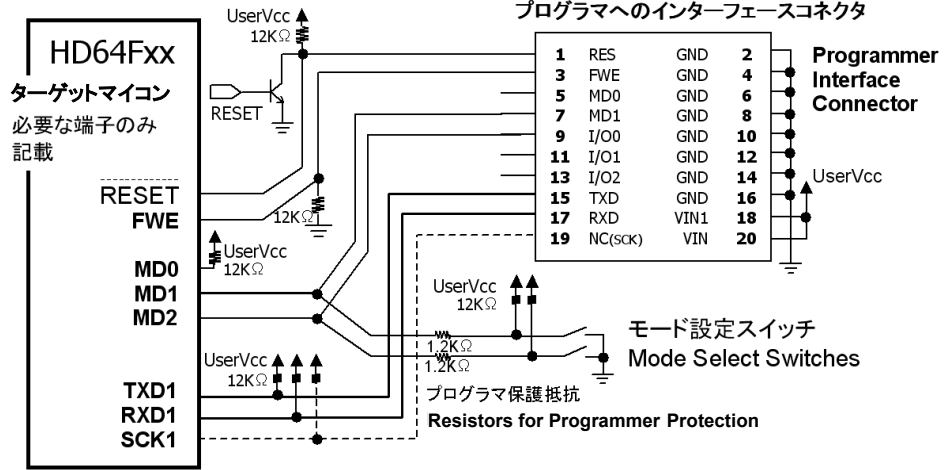 プログラマへのインターフェースコネクタ
UserVcc
12KΩ
HD64Fxx
ターゲットマイコン
必要な端子のみ
記載
RESET
1 RES GND 2
3 FWE GND 4
5 MD0 GND 6
7 MD1 GND 8
9 I/O0 GND 10
11 I/O1 GND 12
13 I/O2 GND 14
15 TXD GND 16
17 RXD VIN1 18
19 NC(SCK) VIN 20
Programmer
Interface
Connector
UserVcc
RESET
FWE
12KΩ
UserVcc
12KΩ
MD0
MD1
MD2
UserVcc
12KΩ
1.2KΩ
1.2KΩ
モード設定スイッチ
Mode Select Switches
UserVcc
12KΩ
プログラマ保護抵抗
Resistors for Programmer Protection
TXD1
RXD1
SCK1